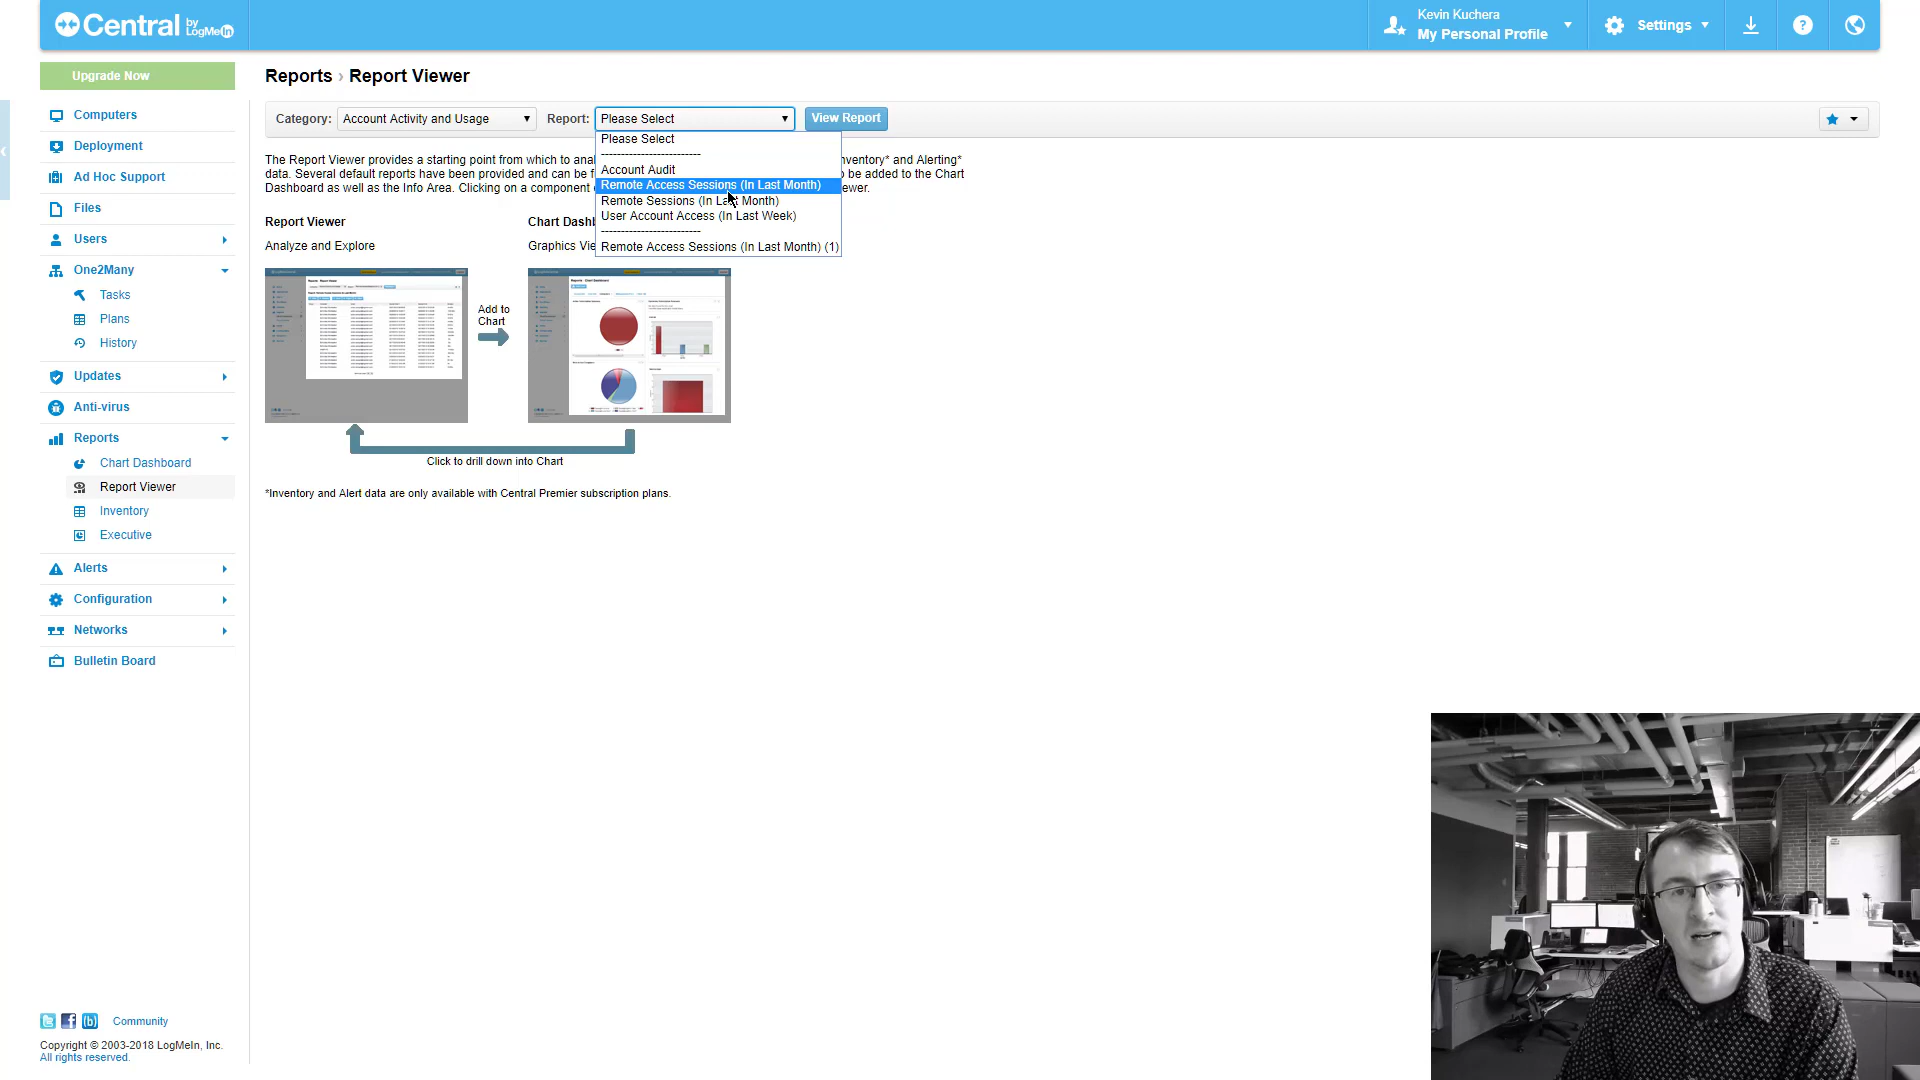 Central by LogMeIn
Kevin Kuchera
My Personal Profile
Settings
Upgrade Now
Reports › Report Viewer
Computers
Deployment
Ad Hoc Support
Files
Users
One2Many
Tasks
Plans
History
Updates
Anti-virus
Reports
Chart Dashboard
Report Viewer
Inventory
Executive
Alerts
Configuration
Networks
Bulletin Board
Category: Account Activity and Usage Report: Please Select View Report
Please Select
-------------------------
Account Audit
Remote Access Sessions (In Last Month)
Remote Sessions (In Last Month)
User Account Access (In Last Week)
-------------------------
Remote Access Sessions (In Last Month) (1)
The Report Viewer provides a starting point from which to ana nventory* and Alerting*
data. Several default reports have been provided and can be f o be added to the Chart
Dashboard as well as the Info Area. Clicking on a component ewer.
Report Viewer
Analyze and Explore
Chart Dashb
Graphics Vie
Add to
Chart
Click to drill down into Chart
*Inventory and Alert data are only available with Central Premier subscription plans.
Community
Copyright © 2003-2018 LogMeIn, Inc.
All rights reserved.